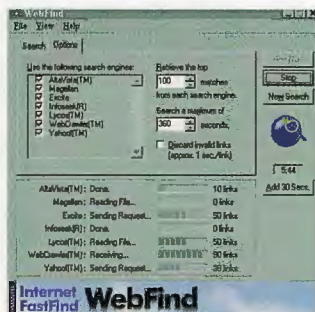 WebFind
File View Help
Search Options
Use the following search engines:
AltaVista(TM)
Magellan
Excite
Infoseek(R)
Lycos(TM)
WebCrawler(TM)
Yahoo!(TM)
Retrieve the top
100 matches
from each search engine.
Search a maximum of
360 seconds,
Discard invalid links
(approx. 1 sec./link)
Stop
New Search
5:44
Add 30 Secs.
AltaVista(TM): Done. 10 links
Magellan: Reading File... 0 links
Excite: Sending Request... 50 links
Infoseek(R): Done. 0 links
Lycos(TM): Reading File... 50 links
WebCrawler(TM): Receiving... 90 links
Yahoo!(TM): Sending Request... 38 links
Internet
FastFind WebFind